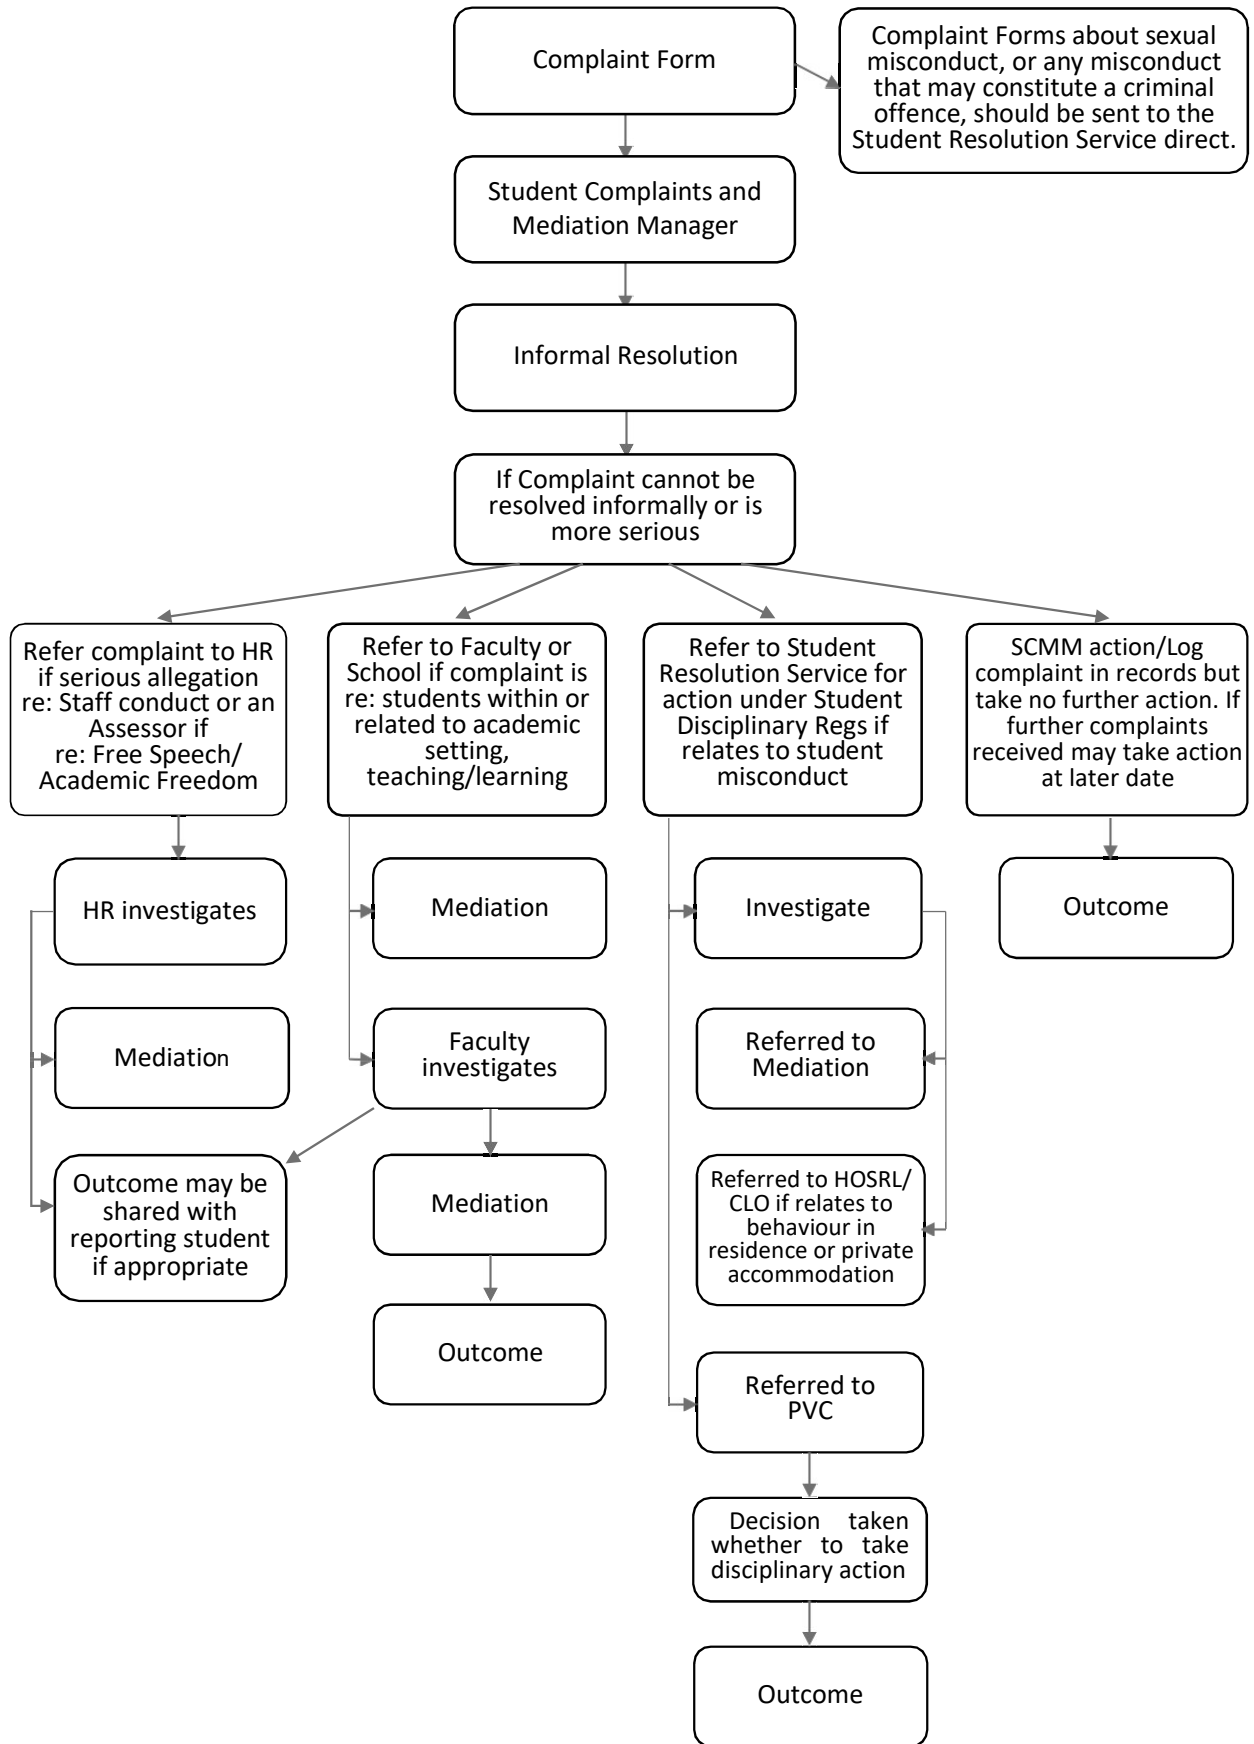 Complaint Form
Complaint Forms about sexual
misconduct, or any misconduct
that may constitute a criminal
offence, should be sent to the
Student Resolution Service direct.
Student Complaints and
Mediation Manager
Informal Resolution
If Complaint cannot be
resolved informally or is
more serious
Refer complaint to HR
if serious allegation
re: Staff conduct or an
Assessor if
re: Free Speech/
Academic Freedom
Refer to Faculty or
School if complaint is
re: students within or
related to academic
setting,
teaching/learning
Refer to Student
Resolution Service for
action under Student
Disciplinary Regs if
relates to student
misconduct
SCMM action/Log
complaint in records but
take no further action. If
further complaints
received may take action
at later date
HR investigates
Mediation
Investigate
Outcome
Mediation
Faculty
investigates
Referred to
Mediation
Outcome may be
shared with
reporting student
if appropriate
Mediation
Referred to HOSRL/
CLO if relates to
behaviour in
residence or private
accommodation
Outcome
Referred to
PVC
Decision taken
whether to take
disciplinary action
Outcome